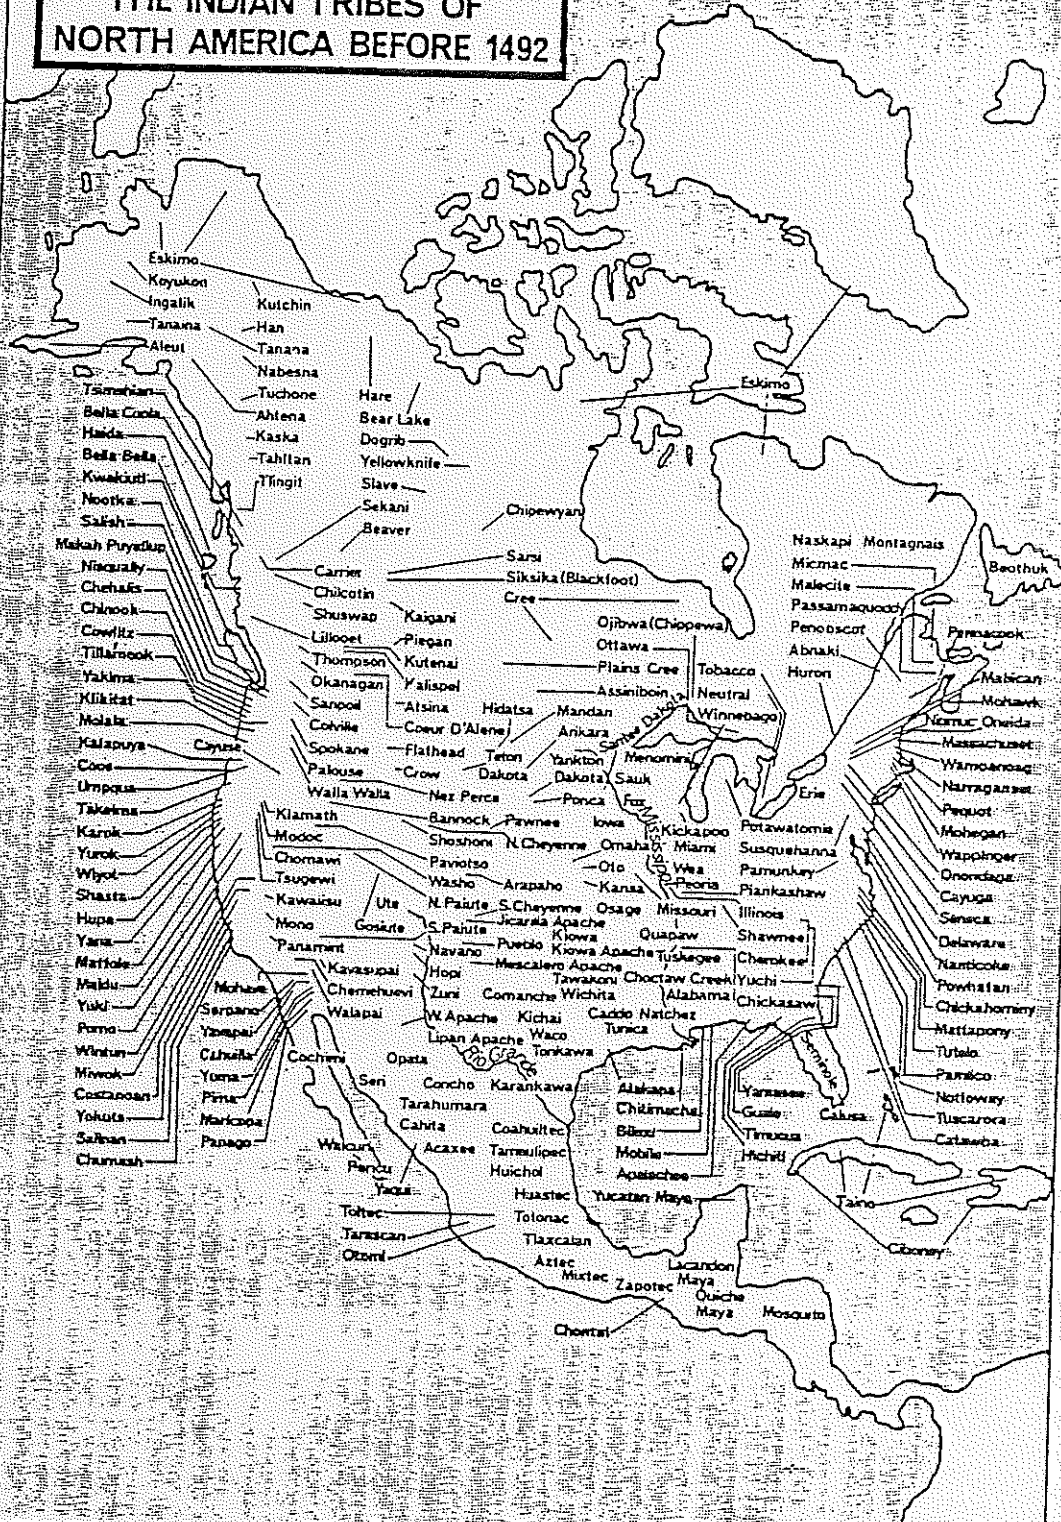 THE INDIAN TRIBES OF
NORTH AMERICA BEFORE 1492
Eskimo
Koyukon
Ingalik
Tanaina
Aleut
Kutchin
Han
Tanana
Nabesna
Tuchone
Ahtena
Kaska
Tahltan
Tlingit
Hare
Bear Lake
Dogrib
Yellowknife
Slave
Sekani
Beaver
Chipewyan
Eskimo
Tsimshian
Bella Coola
Haida
Bella Bella
Kwakiutl
Nootka
Salish
Makah Puyallup
Nisqually
Chehalis
Chinook
Cowlitz
Tillamook
Yakima
Klikitat
Molala
Kalapuya
Cayuse
Coos
Umpqua
Takelma
Karok
Yurok
Wiyot
Shasta
Hupa
Yana
Mattole
Maidu
Yuki
Pomo
Wintun
Miwok
Costanoan
Yokuts
Salinan
Chumash
Carrier
Chilcotin
Shuswap
Lillooet
Thompson
Okanagan
Sanpoil
Colville
Spokane
Palouse
Walla Walla
Sarsi
Siksika (Blackfoot)
Cree
Kaigani
Piegan
Kutenai
Kalispel
Atsina
Coeur D'Alene
Flathead
Crow
Nez Perce
Ojibwa (Chippewa)
Ottawa
Plains Cree
Assiniboin
Tobacco
Neutral
Winnebago
Hidatsa
Mandan
Arikara
Santee Dakota
Teton
Dakota
Yankton
Dakota
Menomini
Sauk
Fox
Ponca
Mississippi
Naskapi Montagnais
Micmac
Malecite
Passamaquoddy
Penobscot
Abnaki
Huron
Beothuk
Pennacook
Mahican
Mohawk
Nipmuc Oneida
Massachuset
Wampanoag
Narraganset
Pequot
Mohegan
Wappinger
Onondaga
Cayuga
Seneca
Delaware
Nanticoke
Powhatan
Chickahominy
Mattapony
Tutelo
Pamlico
Nottoway
Tuscarora
Catawba
Erie
Klamath
Modoc
Chomawi
Tsugewi
Kawaiisu
Mono
Panamint
Ute
Gosiute
Bannock
Shoshoni
Paviotso
Washo
N. Paiute
S. Paiute
Navaho
Hopi
Zuni
W. Apache
Lipan Apache
Pawnee
N. Cheyenne
Arapaho
S. Cheyenne
Jicarila Apache
Pueblo
Kiowa
Kiowa Apache
Mescalero Apache
Tawakoni
Comanche
Wichita
Kichai
Waco
Tonkawa
Iowa
Omaha
Oto
Kansa
Osage
Missouri
Quapaw
Kickapoo
Miami
Wea
Peoria
Potawatomie
Susquehanna
Pamunkey
Piankashaw
Illinois
Shawnee
Cherokee
Yuchi
Chickasaw
Tuskegee
Choctaw Creek
Alabama
Caddo Natchez
Tunica
Mohave
Serrano
Yavapai
Cahuilla
Yuma
Pima
Maricopa
Papago
Kavasupai
Chemehuevi
Walapai
Cochimi
Opata
Rio Grande
Seri
Concho
Karankawa
Tarahumara
Cahita
Coahuiltec
Waicuri
Acaxee
Tamaulipec
Pericu
Huichol
Yaqui
Huastec
Toltec
Totonac
Tarascan
Tlaxcalan
Otomi
Aztec
Mixtec
Zapotec
Lacandon
Maya
Quiche
Maya
Mosquito
Chontal
Yucatan Maya
Atakapa
Chitimacha
Biloxi
Mobile
Apalachee
Yamasee
Guale
Timucua
Hichiti
Seminole
Calusa
Taino
Ciboney